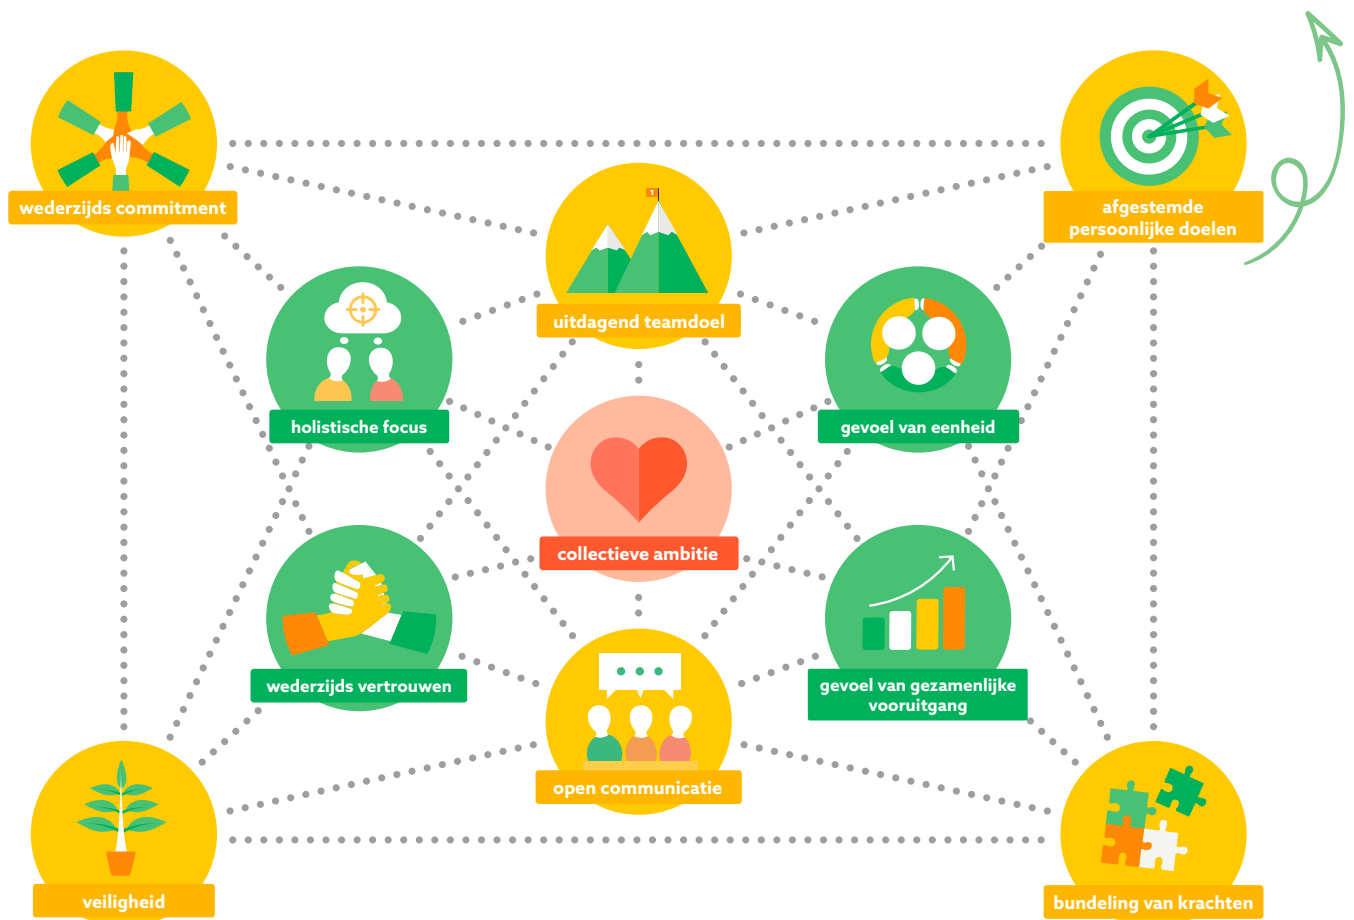 wederzijds commitment
afgestemde
persoonlijke doelen
1
uitdagend teamdoel
holistische focus
gevoel van eenheid
collectieve ambitie
wederzijds vertrouwen
gevoel van gezamenlijke
vooruitgang
open communicatie
veiligheid
bundeling van krachten